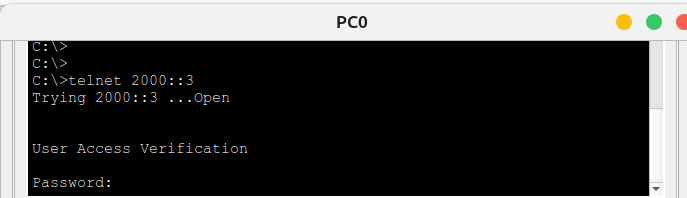 PC0
C:\>
C:\>
C:\>telnet 2000::3
Trying 2000::3 ...Open
User Access Verification
Password: